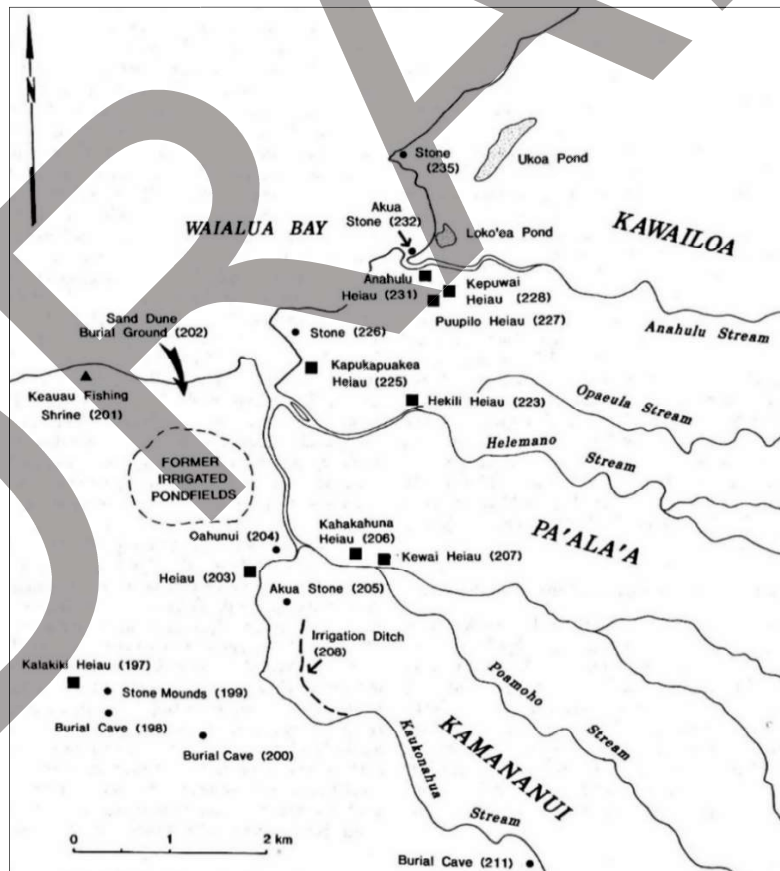 N
Stone
(235)
Ukoa Pond
WAIALUA BAY
Akua
Stone (232)
Loko'ea Pond
KAWAILOA
Anahulu
Heiau (231)
Kepuwai
Heiau (228)
Puupilo Heiau (227)
Anahulu Stream
Sand Dune
Burial Ground (202)
Stone (226)
Kapukapuakea
Heiau (225)
Keauau Fishing
Shrine (201)
Hekili Heiau (223)
Opaeula Stream
Helemano Stream
FORMER
IRRIGATED
PONDFIELDS
PA'ALA'A
Oahunui (204)
Kahakahuna
Heiau (206)
Kewai Heiau (207)
Heiau (203)
Akua Stone (205)
Irrigation Ditch
(208)
Kalakiki Heiau (197)
Stone Mounds (199)
Burial Cave (198)
Burial Cave (200)
Poamoho Stream
KAMANANUI
Kaukonahua Stream
0 1 2 km
Burial Cave (211)